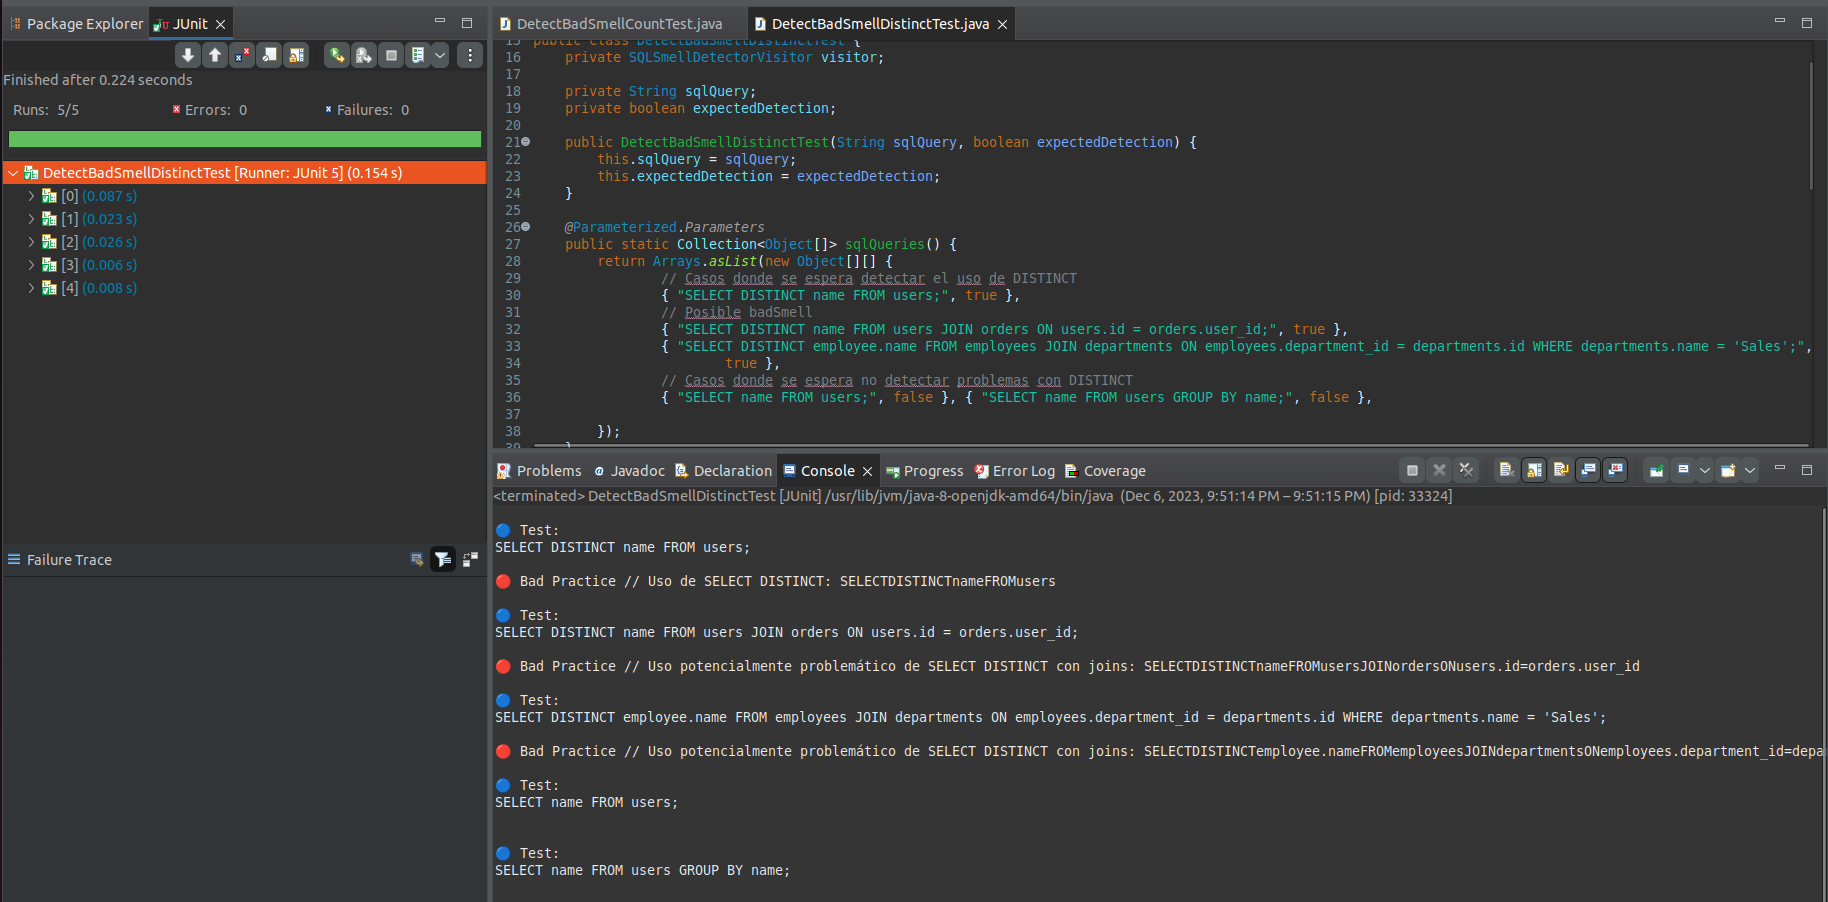 Package Explorer
JUnit
Finished after 0.224 seconds
Runs: 5/5
Errors: 0
Failures: 0
DetectBadSmellDistinctTest [Runner: JUnit 5] (0.154 s)
[0] (0.087 s)
[1] (0.023 s)
[2] (0.026 s)
[3] (0.006 s)
[4] (0.008 s)
Failure Trace
DetectBadSmellCountTest.java
DetectBadSmellDistinctTest.java
15 public class DetectBadSmellDistinctTest {
16 private SQLSmellDetectorVisitor visitor;
17
18 private String sqlQuery;
19 private boolean expectedDetection;
20
21 public DetectBadSmellDistinctTest(String sqlQuery, boolean expectedDetection) {
22 this.sqlQuery = sqlQuery;
23 this.expectedDetection = expectedDetection;
24 }
25
26 @Parameterized.Parameters
27 public static Collection<Object[]> sqlQueries() {
28 return Arrays.asList(new Object[][] {
29 // Casos donde se espera detectar el uso de DISTINCT
30 { "SELECT DISTINCT name FROM users;", true },
31 // Posible badSmell
32 { "SELECT DISTINCT name FROM users JOIN orders ON users.id = orders.user_id;", true },
33 { "SELECT DISTINCT employee.name FROM employees JOIN departments ON employees.department_id = departments.id WHERE departments.name = 'Sales';",
34 true },
35 // Casos donde se espera no detectar problemas con DISTINCT
36 { "SELECT name FROM users;", false }, { "SELECT name FROM users GROUP BY name;", false },
37
38 });
39 }
Problems
Javadoc
Declaration
Console
Progress
Error Log
Coverage
<terminated> DetectBadSmellDistinctTest [JUnit] /usr/lib/jvm/java-8-openjdk-amd64/bin/java (Dec 6, 2023, 9:51:14 PM – 9:51:15 PM) [pid: 33324]
Test:
SELECT DISTINCT name FROM users;
Bad Practice // Uso de SELECT DISTINCT: SELECTDISTINCTnameFROMusers
Test:
SELECT DISTINCT name FROM users JOIN orders ON users.id = orders.user_id;
Bad Practice // Uso potencialmente problemático de SELECT DISTINCT con joins: SELECTDISTINCTnameFROMusersJOINordersONusers.id=orders.user_id
Test:
SELECT DISTINCT employee.name FROM employees JOIN departments ON employees.department_id = departments.id WHERE departments.name = 'Sales';
Bad Practice // Uso potencialmente problemático de SELECT DISTINCT con joins: SELECTDISTINCTemployee.nameFROMemployeesJOINdepartmentsONemployees.department_id=depa
Test:
SELECT name FROM users;
Test:
SELECT name FROM users GROUP BY name;